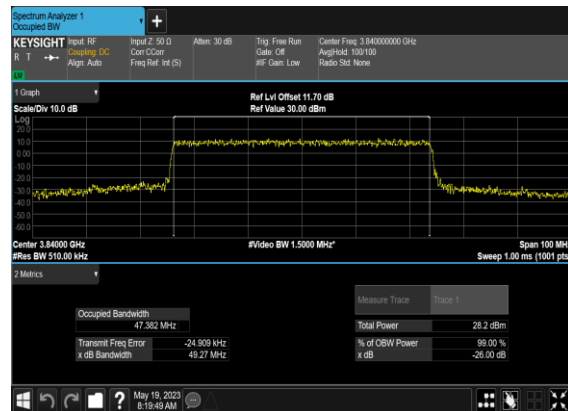 Spectrum Analyzer 1
Occupied BW
KEYSIGHT
R T
LW
Input: RF
Coupling: DC
Align: Auto
Input Z: 50 Ω
Corr CCorr
Freq Ref: Int (S)
Atten: 30 dB
Trig: Free Run
Gate: Off
#IF Gain: Low
Center Freq: 3.840000000 GHz
Avg|Hold: 100/100
Radio Std: None
1 Graph
Scale/Div 10.0 dB
Ref Lvl Offset 11.70 dB
Ref Value 30.00 dBm
Log
20.0
10.0
0.00
-10.0
-20.0
-30.0
-40.0
-50.0
-60.0
Center 3.84000 GHz
#Res BW 510.00 kHz
#Video BW 1.5000 MHz*
Span 100 MH
Sweep 1.00 ms (1001 pts
2 Metrics
Measure Trace
Trace 1
Occupied Bandwidth
47.382 MHz
Total Power
28.2 dBm
Transmit Freq Error
-24.909 kHz
% of OBW Power
99.00 %
x dB Bandwidth
49.27 MHz
x dB
-26.00 dB
?
May 19, 2023
8:19:49 AM